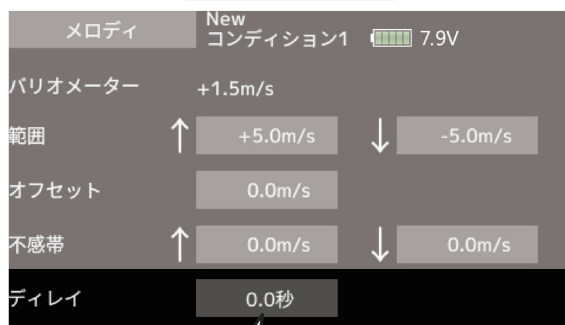 メロディ
New
コンディション1 7.9V
バリオメーター +1.5m/s
範囲 ↑ +5.0m/s ↓ -5.0m/s
オフセット 0.0m/s
不感帯 ↑ 0.0m/s ↓ 0.0m/s
ディレイ 0.0秒